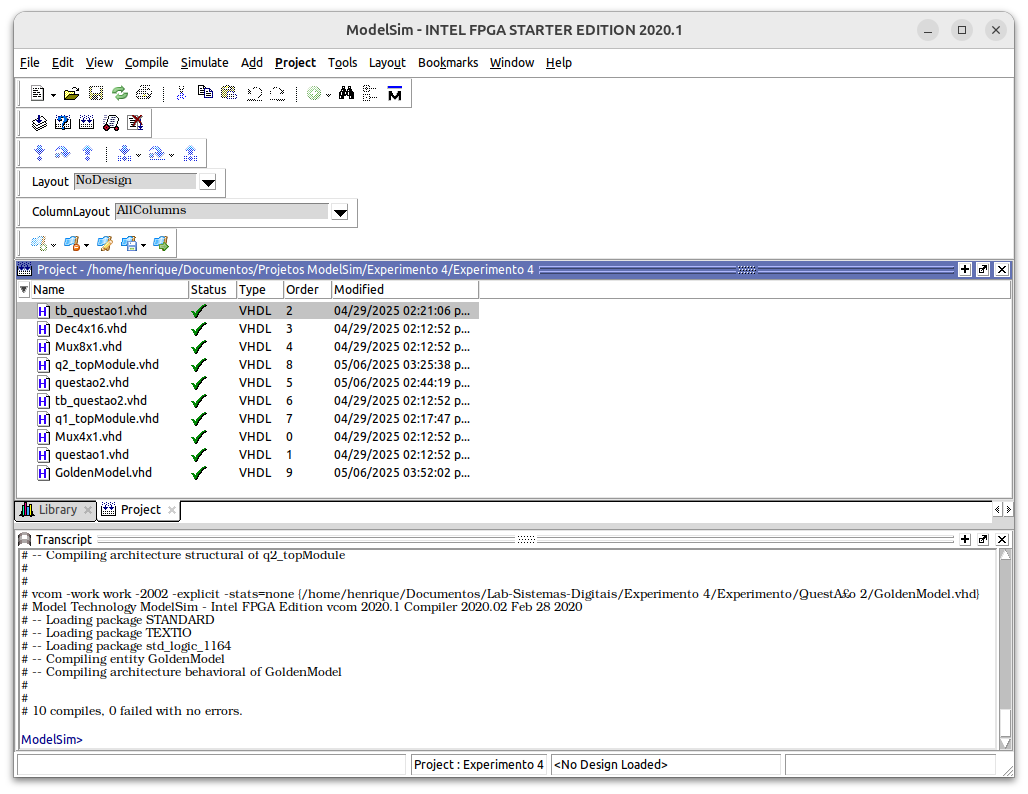 ModelSim - INTEL FPGA STARTER EDITION 2020.1
File Edit View Compile Simulate Add Project Tools Layout Bookmarks Window Help
Layout NoDesign
ColumnLayout AllColumns
Project - /home/henrique/Documentos/Projetos ModelSim/Experimento 4/Experimento 4
Name Status Type Order Modified
tb_questao1.vhd VHDL 2 04/29/2025 02:21:06 p...
Dec4x16.vhd VHDL 3 04/29/2025 02:12:52 p...
Mux8x1.vhd VHDL 4 04/29/2025 02:12:52 p...
q2_topModule.vhd VHDL 8 05/06/2025 03:25:38 p...
questao2.vhd VHDL 5 05/06/2025 02:44:19 p...
tb_questao2.vhd VHDL 6 04/29/2025 02:12:52 p...
q1_topModule.vhd VHDL 7 04/29/2025 02:17:47 p...
Mux4x1.vhd VHDL 0 04/29/2025 02:12:52 p...
questao1.vhd VHDL 1 04/29/2025 02:12:52 p...
GoldenModel.vhd VHDL 9 05/06/2025 03:52:02 p...
Library Project
Transcript
# -- Compiling architecture structural of q2_topModule
#
#
# vcom -work work -2002 -explicit -stats=none {/home/henrique/Documentos/Lab-Sistemas-Digitais/Experimento 4/Experimento/QuestÃ£o 2/GoldenModel.vhd}
# Model Technology ModelSim - Intel FPGA Edition vcom 2020.1 Compiler 2020.02 Feb 28 2020
# -- Loading package STANDARD
# -- Loading package TEXTIO
# -- Loading package std_logic_1164
# -- Compiling entity GoldenModel
# -- Compiling architecture behavioral of GoldenModel
#
#
# 10 compiles, 0 failed with no errors.
ModelSim>
Project : Experimento 4 <No Design Loaded>